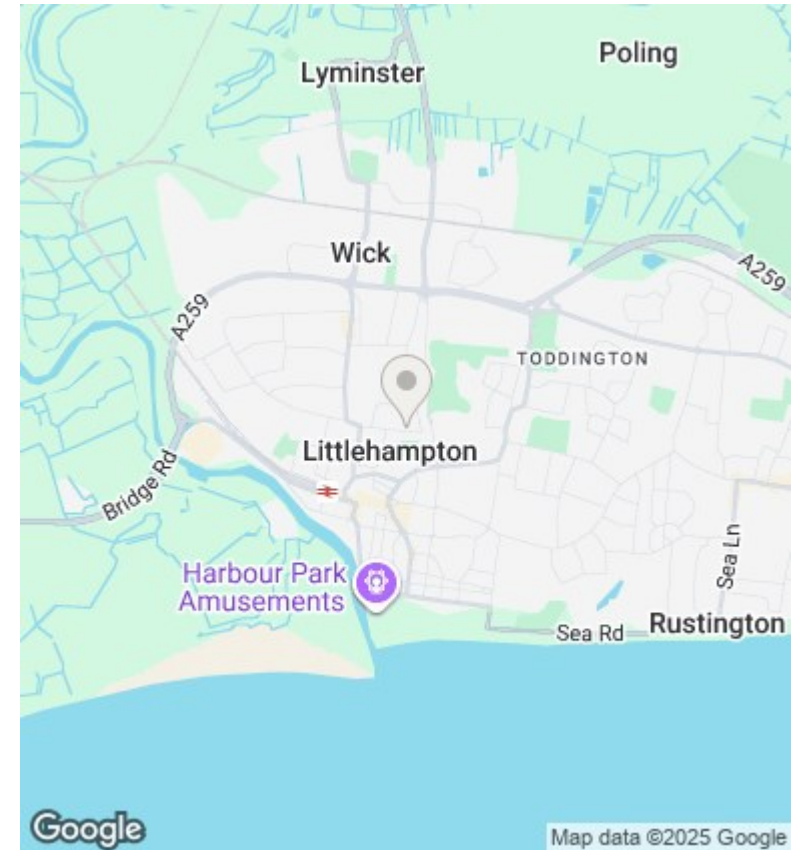 Poling
Lyminster
Wick
A259
A259
TODDINGTON
Littlehampton
Bridge Rd
Sea Ln
Harbour Park
Amusements
Rustington
Sea Rd
Google
Map data ©2025 Google